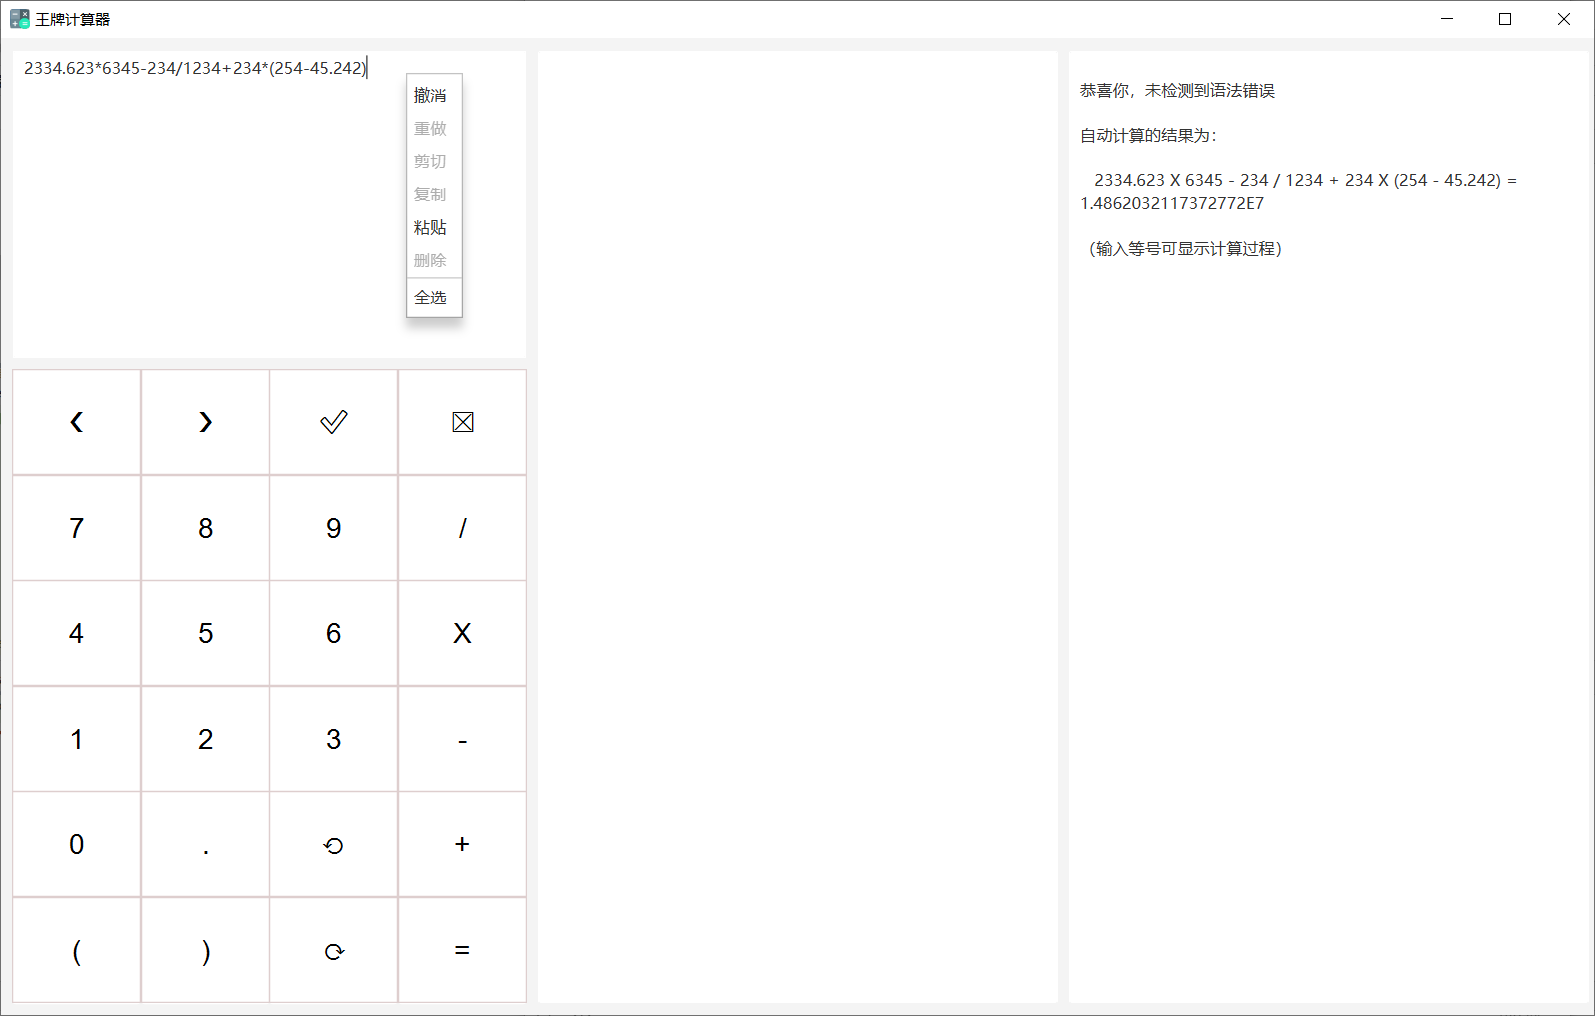 王牌计算器
2334.623*6345-234/1234+234*(254-45.242)
撤消
重做
剪切
复制
粘贴
删除
全选
❮ ❯ ✓ ☒
7 8 9 /
4 5 6 X
1 2 3 -
0 . ⟲ +
( ) ⟳ =
恭喜你，未检测到语法错误
自动计算的结果为：
2334.623 X 6345 - 234 / 1234 + 234 X (254 - 45.242) =
1.4862032117372772E7
（输入等号可显示计算过程）